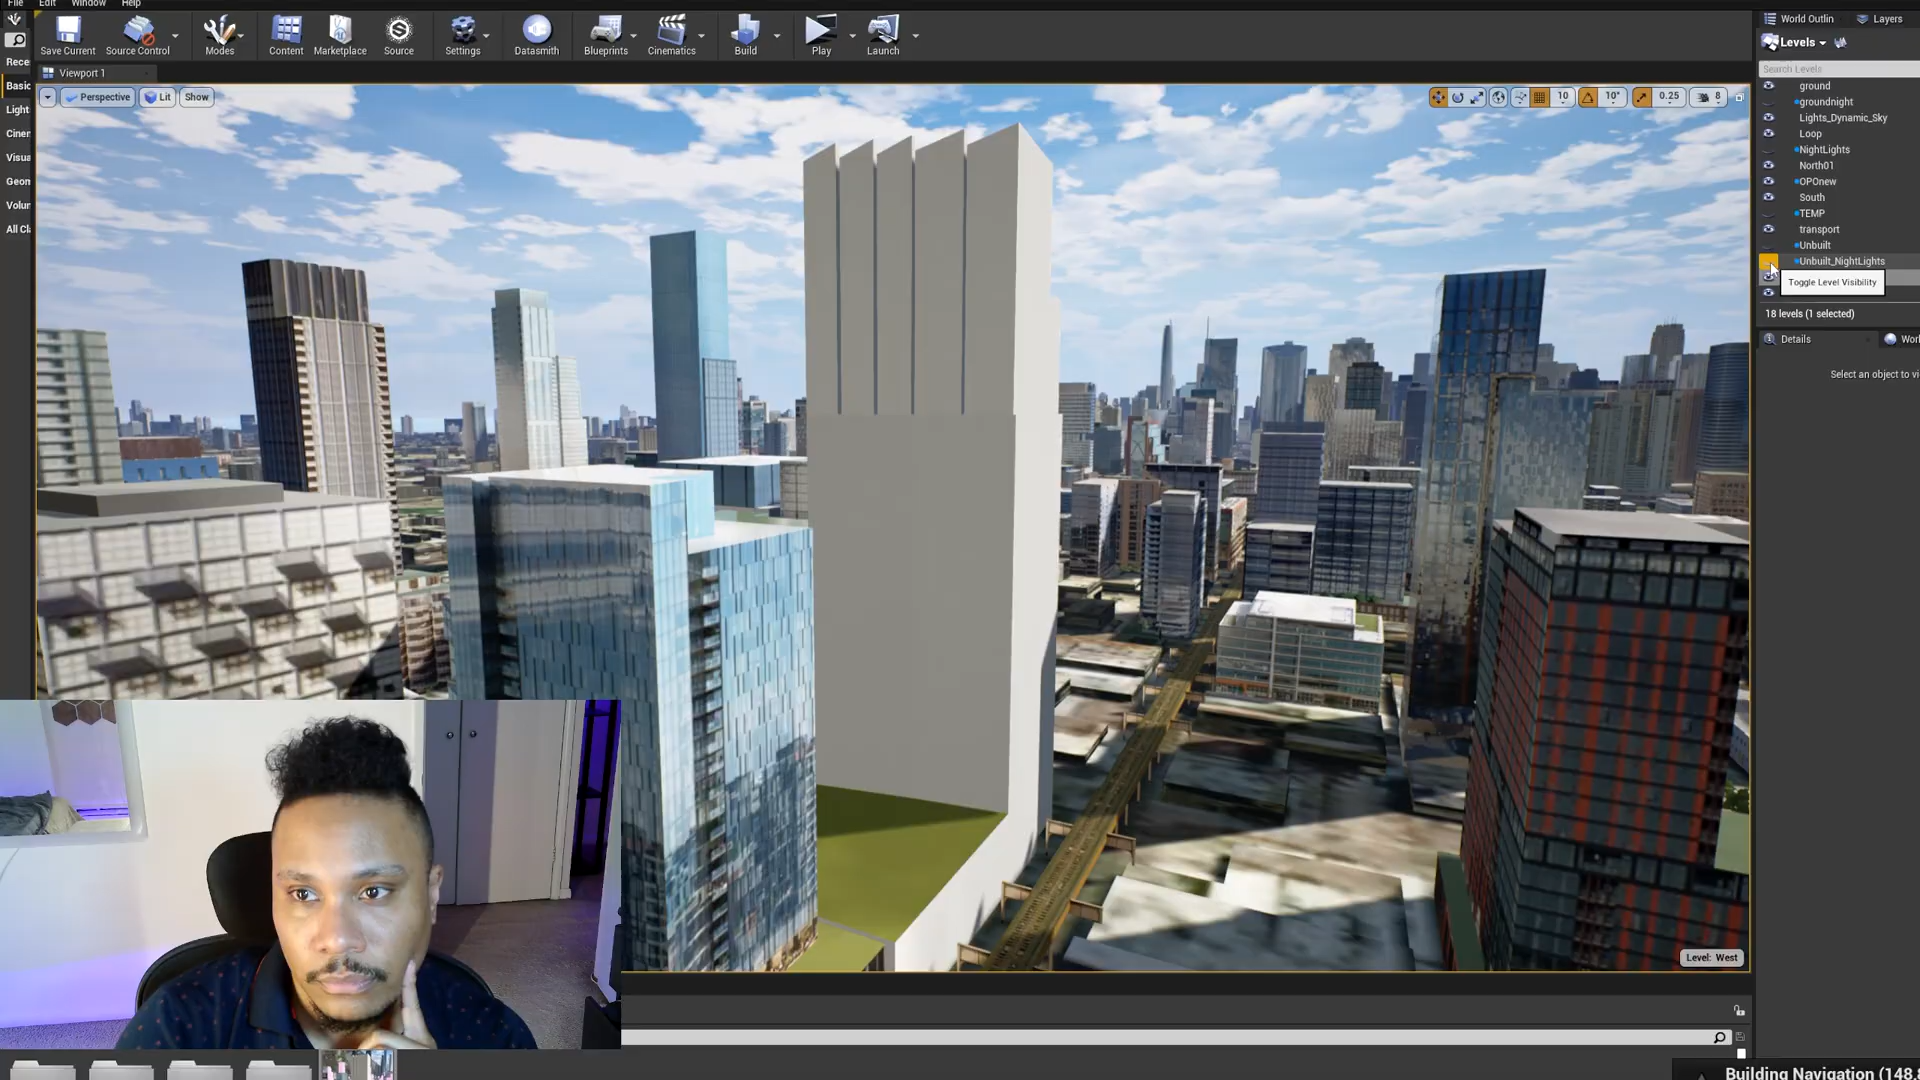 File Edit Window Help
Save Current Source Control Modes Content Marketplace Source Settings Datasmith Blueprints Cinematics Build Play Launch
World Outlin Layers
Levels
Viewport 1
Search Levels
Rece
Basic
Light
Cine
Visua
Geom
Volu
All Cl
Perspective Lit Show
10 10° 0.25 8
ground
groundnight
Lights_Dynamic_Sky
Loop
NightLights
North01
OPOnew
South
TEMP
transport
Unbuilt
Unbuilt_NightLights
Toggle Level Visibility
18 levels (1 selected)
Details Worl
Select an object to vi
Level: West
Building Navigation (148.